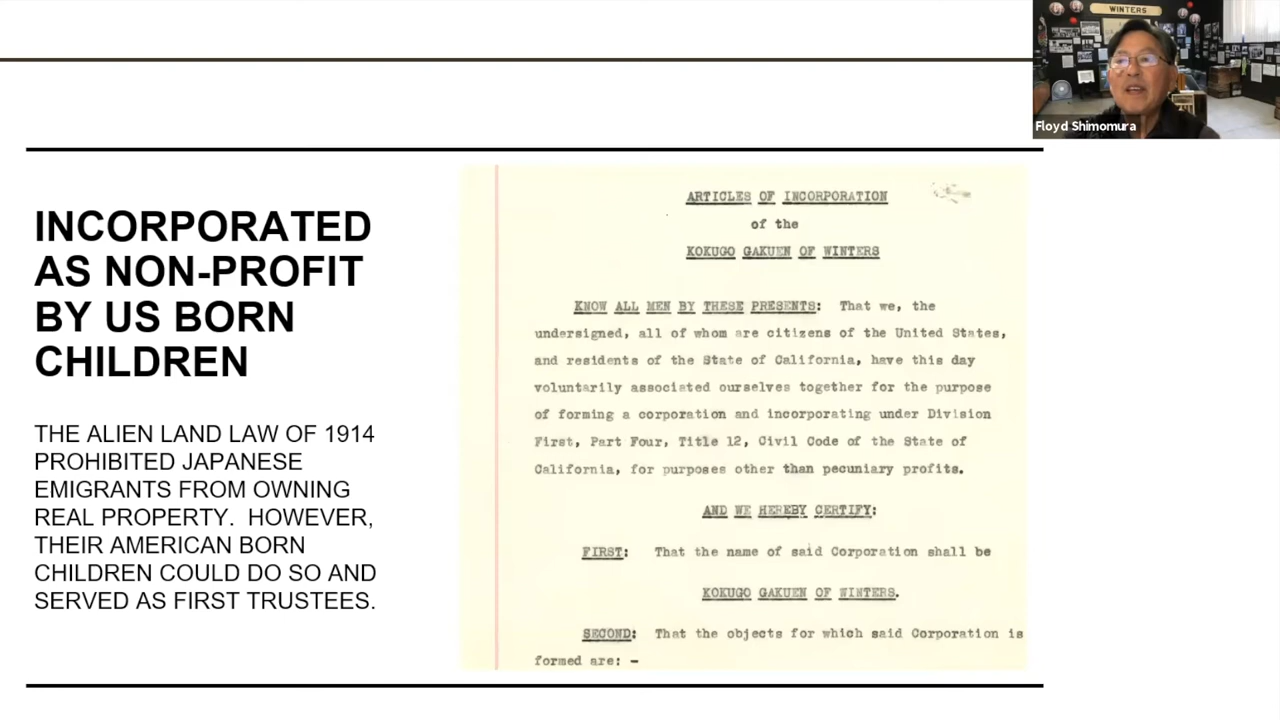 WINTERS
Floyd Shimomura
INCORPORATED
AS NON-PROFIT
BY US BORN
CHILDREN
THE ALIEN LAND LAW OF 1914
PROHIBITED JAPANESE
EMIGRANTS FROM OWNING
REAL PROPERTY. HOWEVER,
THEIR AMERICAN BORN
CHILDREN COULD DO SO AND
SERVED AS FIRST TRUSTEES.
ARTICLES OF INCORPORATION
of the
KOKUGO GAKUEN OF WINTERS
KNOW ALL MEN BY THESE PRESENTS: That we, the
undersigned, all of whom are citizens of the United States,
and residents of the State of California, have this day
voluntarily associated ourselves together for the purpose
of forming a corporation and incorporating under Division
First, Part Four, Title 12, Civil Code of the State of
California, for purposes other than pecuniary profits.
AND WE HEREBY CERTIFY:
FIRST: That the name of said Corporation shall be
KOKUGO GAKUEN OF WINTERS.
SECOND: That the objects for which said Corporation is
formed are: -